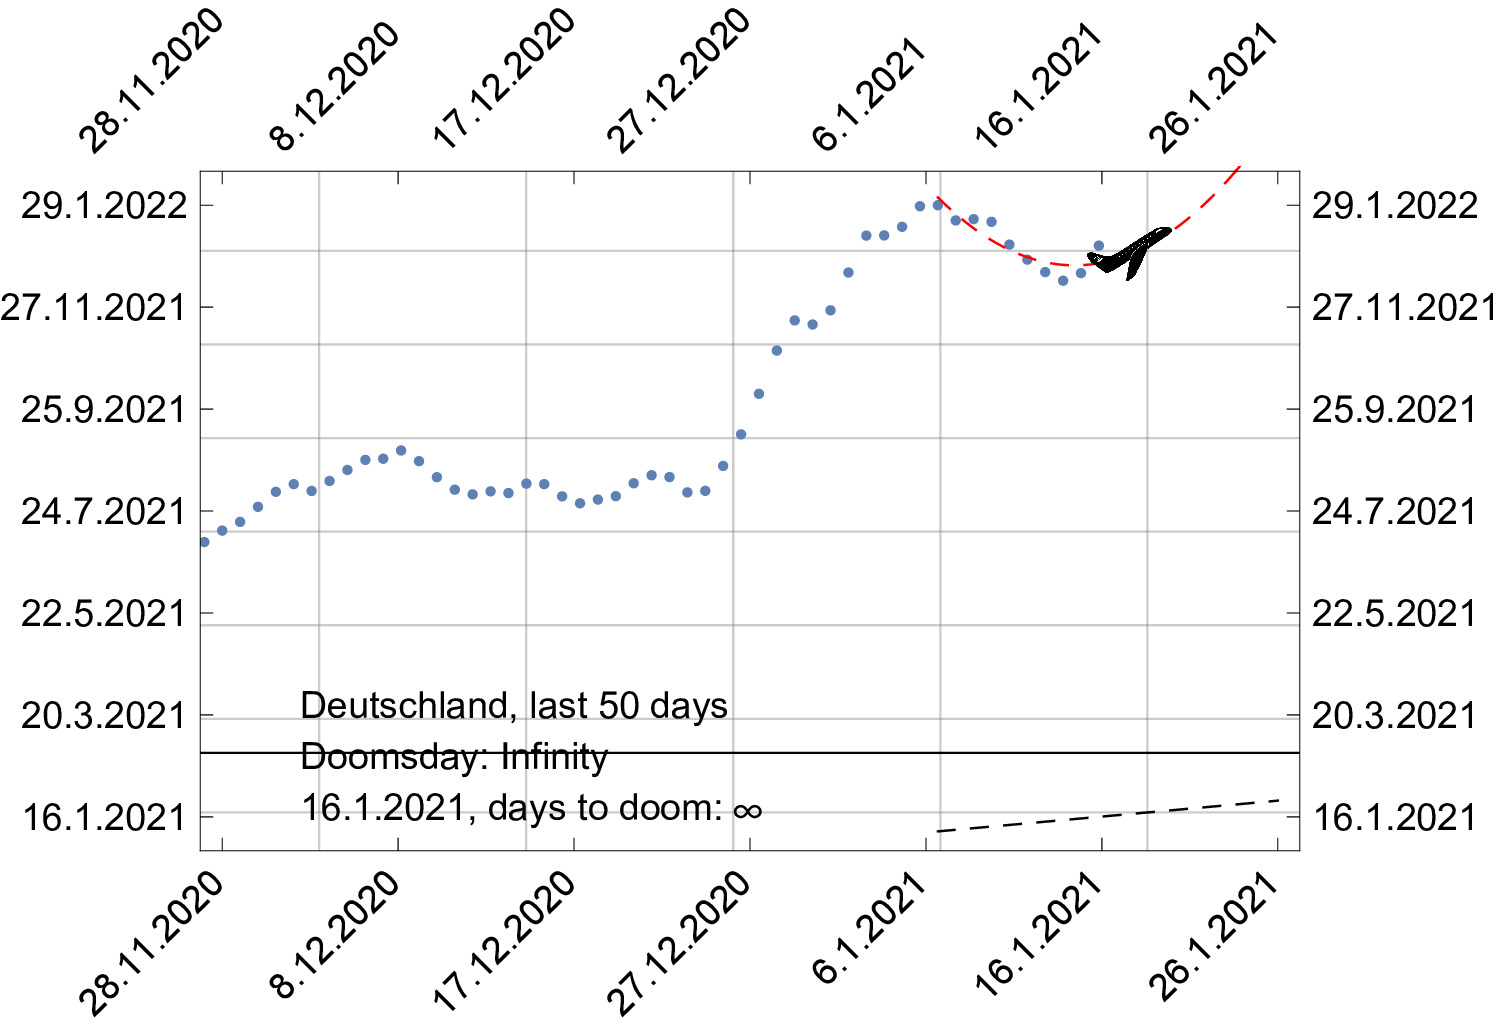 28.11.2020 8.12.2020 17.12.2020 27.12.2020 6.1.2021 16.1.2021 26.1.2021
29.1.2022 29.1.2022
27.11.2021 27.11.2021
25.9.2021 25.9.2021
24.7.2021 24.7.2021
22.5.2021 22.5.2021
Deutschland, last 50 days
20.3.2021 20.3.2021
Doomsday: Infinity
16.1.2021, days to doom: ∞
16.1.2021 16.1.2021
28.11.2020 8.12.2020 17.12.2020 27.12.2020 6.1.2021 16.1.2021 26.1.2021